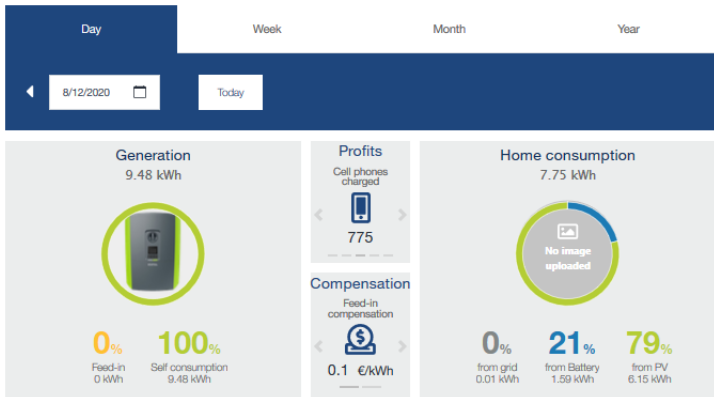 Day Week Month Year
8/12/2020 Today
Generation
9.48 kWh
0%
Feed-in
0 kWh
100%
Self consumption
9.48 kWh
Profits
Cell phones
charged
775
Compensation
Feed-in
compensation
0.1 €/kWh
Home consumption
7.75 kWh
No image
uploaded
0%
from grid
0.01 kWh
21%
from Battery
1.59 kWh
79%
from PV
6.15 kWh